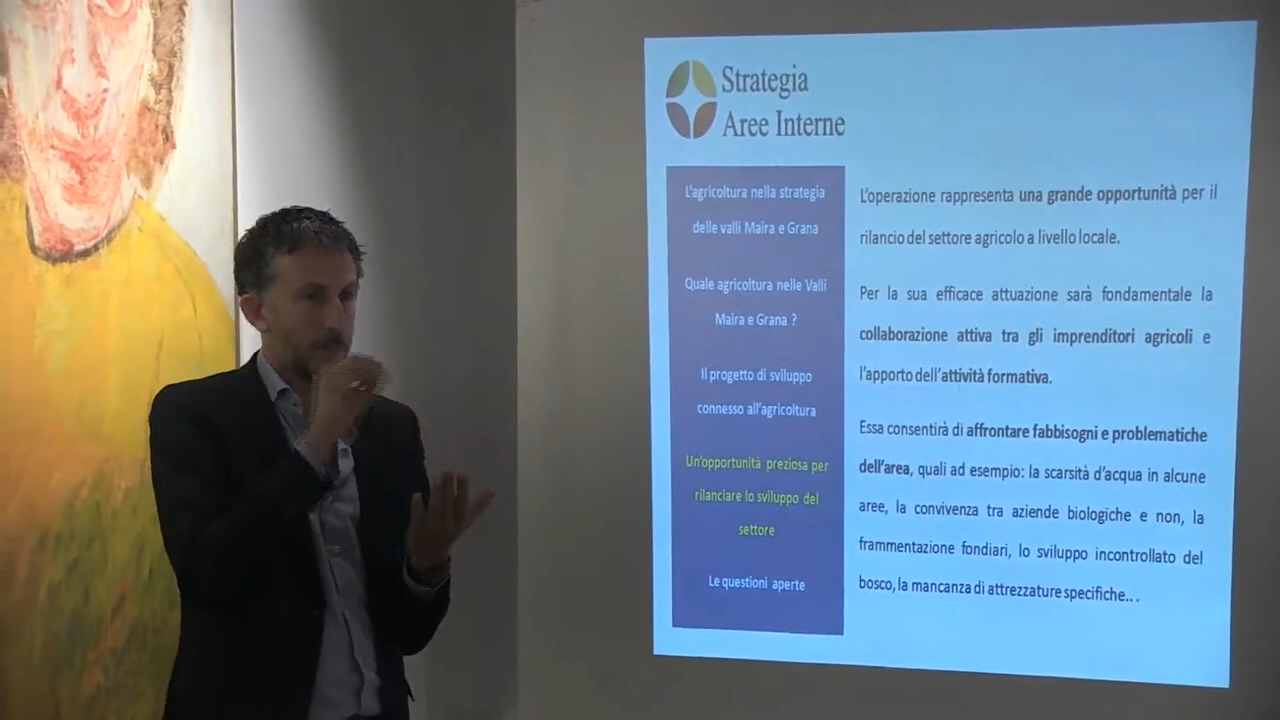 Strategia
Aree Interne
L'agricoltura nella strategia
delle valli Maira e Grana
Quale agricoltura nelle Valli
Maira e Grana ?
Il progetto di sviluppo
connesso all'agricoltura
Un'opportunità preziosa per
rilanciare lo sviluppo del
settore
Le questioni aperte
L'operazione rappresenta una grande opportunità per il
rilancio del settore agricolo a livello locale.
Per la sua efficace attuazione sarà fondamentale la
collaborazione attiva tra gli imprenditori agricoli e
l'apporto dell'attività formativa.
Essa consentirà di affrontare fabbisogni e problematiche
dell'area, quali ad esempio: la scarsità d'acqua in alcune
aree, la convivenza tra aziende biologiche e non, la
frammentazione fondiari, lo sviluppo incontrollato del
bosco, la mancanza di attrezzature specifiche...